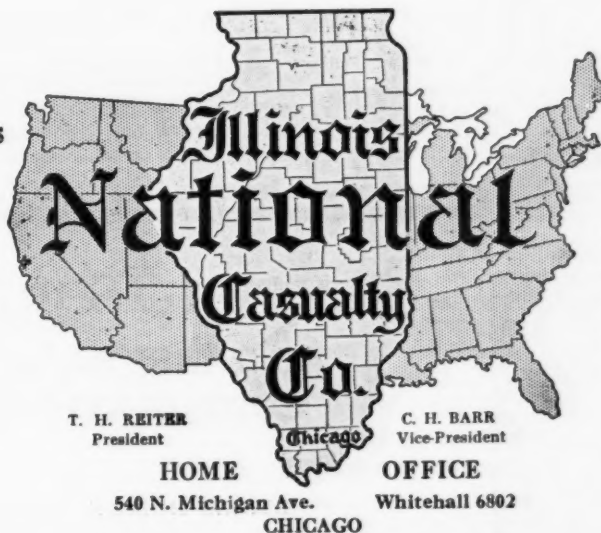 Illinois
National
Casualty
Co.
Chicago
T. H. REITER
President
C. H. BARR
Vice-President
HOME OFFICE
540 N. Michigan Ave. Whitehall 6802
CHICAGO